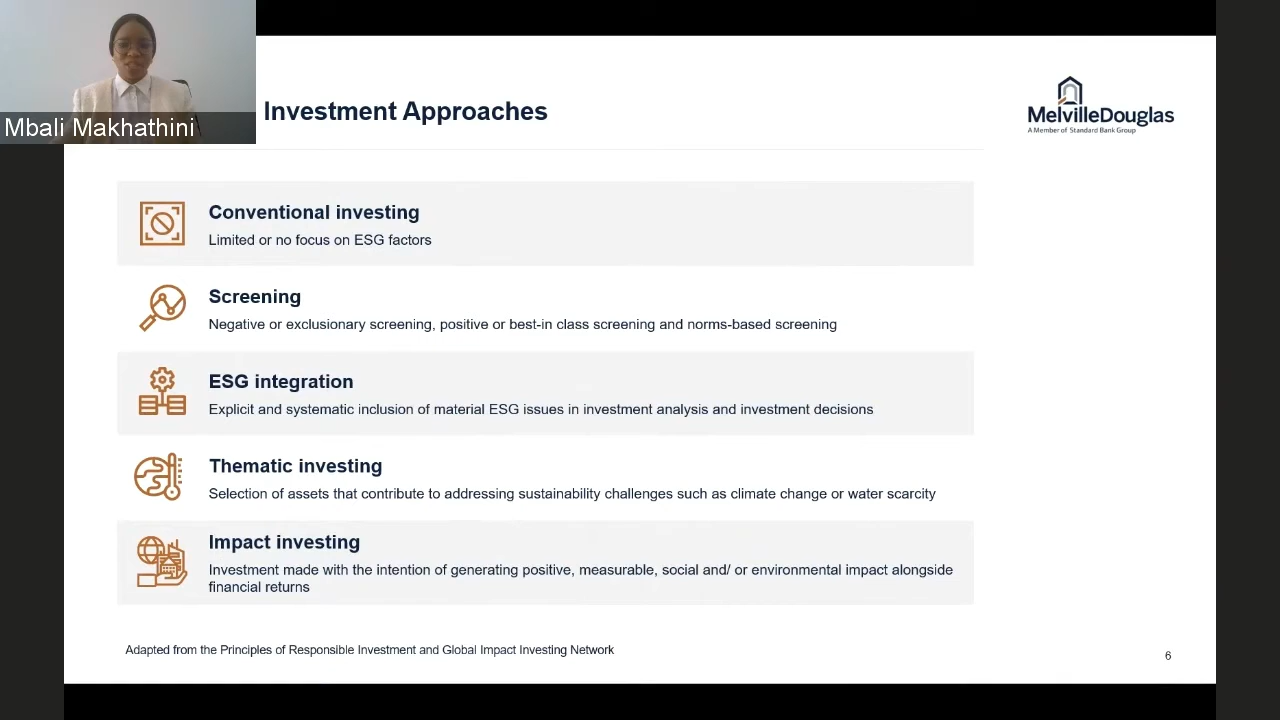 Mbali Makhathini
Investment Approaches
MelvilleDouglas
A Member of Standard Bank Group
Conventional investing
Limited or no focus on ESG factors
Screening
Negative or exclusionary screening, positive or best-in class screening and norms-based screening
ESG integration
Explicit and systematic inclusion of material ESG issues in investment analysis and investment decisions
Thematic investing
Selection of assets that contribute to addressing sustainability challenges such as climate change or water scarcity
Impact investing
Investment made with the intention of generating positive, measurable, social and/ or environmental impact alongside
financial returns
Adapted from the Principles of Responsible Investment and Global Impact Investing Network
6